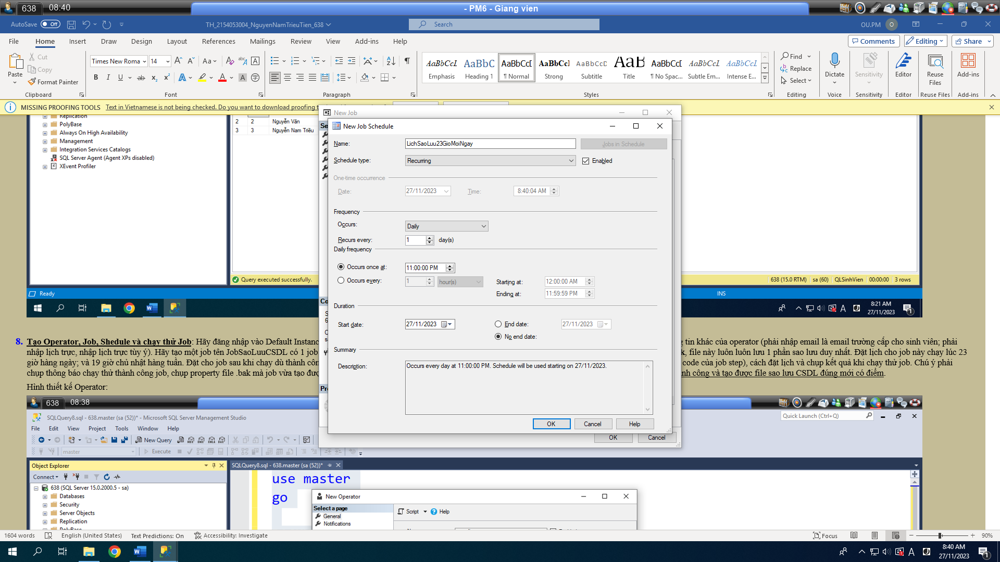 638 08:40 - PM6 - Giang vien
AutoSave Off TH_2154053004_NguyenNamTrieuTien_638 Search OU.PM O
File Home Insert Draw Design Layout References Mailings Review View Add-ins Help Comments Editing Share
Paste Cut Copy Format Painter
Times New Roma 14 Aa
AaBbCcL Emphasis AaBbC Heading 1 AaBbCcD ¶ Normal AaBbCcl Strong AaBbCcD Subtitle AaB Title AaBbCcD ¶ No Spac... AaBbCcL Subtle Em... AaBbCcL Intense E...
Find Replace Select Dictate Sensitivity Editor Reuse Files Add-ins
Clipboard Font Paragraph Styles Editing Voice Sensitivity Editor Reuse Files Add-ins
MISSING PROOFING TOOLS Text in Vietnamese is not being checked. Do you want to download proofing
Replication
PolyBase
Always On High Availability
Management
Integration Services Catalogs
SQL Server Agent (Agent XPs disabled)
XEvent Profiler
2 2 Nguyễn Văn
3 3 Nguyễn Nam Triều
Query executed successfully.
638 (15.0 RTM) sa (60) QLSinhVien 00:00:00 3 rows
Ready INS
8:21 AM
27/11/2023
New Job
New Job Schedule
Name: LichSaoLuu23GioMoiNgay Jobs in Schedule
Schedule type: Recurring Enabled
One-time occurrence
Date: 27/11/2023 Time: 8:40:04 AM
Frequency
Occurs: Daily
Recurs every: 1 day(s)
Daily frequency
Occurs once at: 11:00:00 PM
Occurs every: 1 hour(s) Starting at: 12:00:00 AM
Ending at: 11:59:59 PM
Duration
Start date: 27/11/2023 End date: 27/11/2023
No end date:
Summary
Description: Occurs every day at 11:00:00 PM. Schedule will be used starting on 27/11/2023.
OK Cancel Help
OK Cancel
8. Tạo Operator, Job, Shedule và chạy thử Job: Hãy đăng nhập vào Default Instanc g tin khác của operator (phải nhập email là email trường cấp cho sinh viên; phải
nhập lịch trực, nhập lịch trực tùy ý). Hãy tạo một job tên JobSaoLuuCSDL có 1 job k, file này luôn luôn lưu 1 phần sao lưu duy nhất. Đặt lịch cho job này chạy lúc 23
giờ hàng ngày; và 19 giờ chủ nhật hàng tuần. Đặt cho job sau khi chạy dù thành côn code của job step), cách đặt lịch và chụp kết quả khi chạy thử job. Chú ý phải
chụp thông báo chạy thử thành công job, chụp property file .bak mà job vừa tạo đượ nh công và tạo được file sao lưu CSDL đúng mới có điểm.
Hình thiết kế Operator:
638 08:38
SQLQuery8.sql - 638.master (sa (52))* - Microsoft SQL Server Management Studio Quick Launch (Ctrl+Q)
File Edit View Project Tools Window Help
New Query
master Execute
Object Explorer
Connect
638 (SQL Server 15.0.2000.5 - sa)
Databases
Security
Server Objects
Replication
SQLQuery8.sql - 638.master (sa (52))*
use master
go
New Operator
Select a page
General
Notifications
Script Help
1604 words English (United States) Text Predictions: On Accessibility: Investigate Focus 90%
8:40 AM
27/11/2023